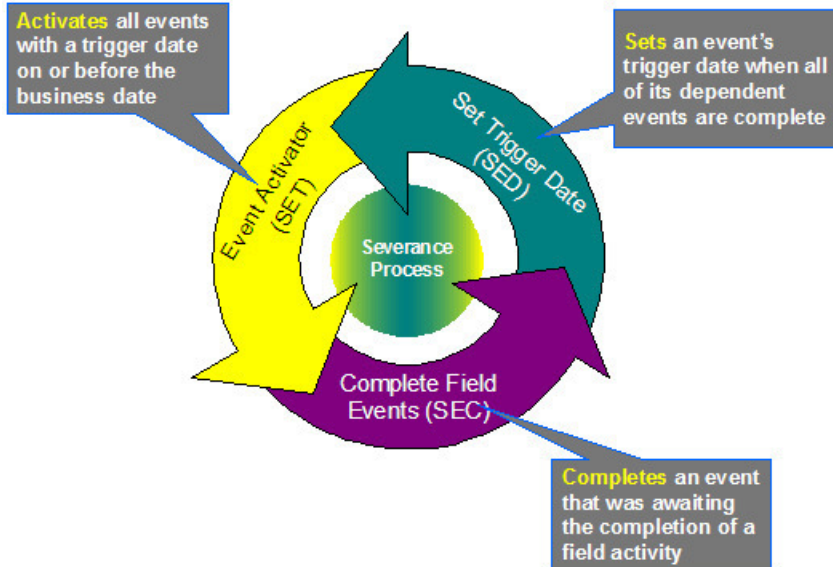 Activates all events
with a trigger date
on or before the
business date
Sets an event's
trigger date when all
of its dependent
events are complete
Event Activator
(SET)
Set Trigger Date
(SED)
Severance
Process
Complete Field
Events (SEC)
Completes an event
that was awaiting
the completion of a
field activity